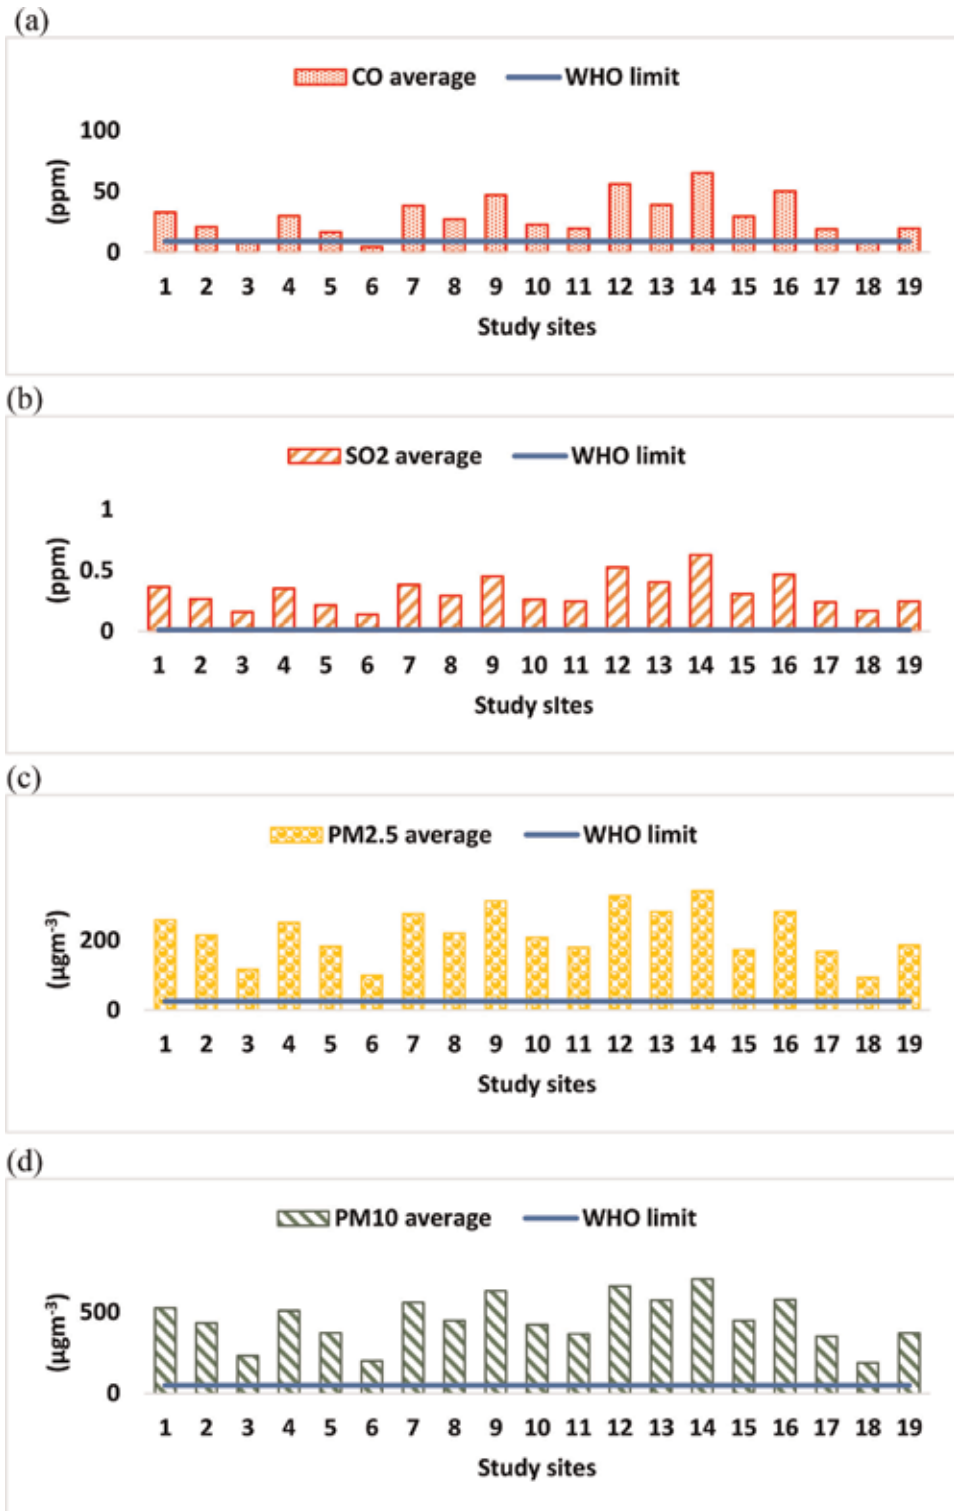 (a)
CO average WHO limit
100
50
0
(ppm)
1 2 3 4 5 6 7 8 9 10 11 12 13 14 15 16 17 18 19
Study sites
(b)
SO2 average WHO limit
1
0.5
0
(ppm)
1 2 3 4 5 6 7 8 9 10 11 12 13 14 15 16 17 18 19
Study sItes
(c)
PM2.5 average WHO limit
200
0
(µgm⁻³)
1 2 3 4 5 6 7 8 9 10 11 12 13 14 15 16 17 18 19
Study sites
(d)
PM10 average WHO limit
500
0
(µgm⁻³)
1 2 3 4 5 6 7 8 9 10 11 12 13 14 15 16 17 18 19
Study sites